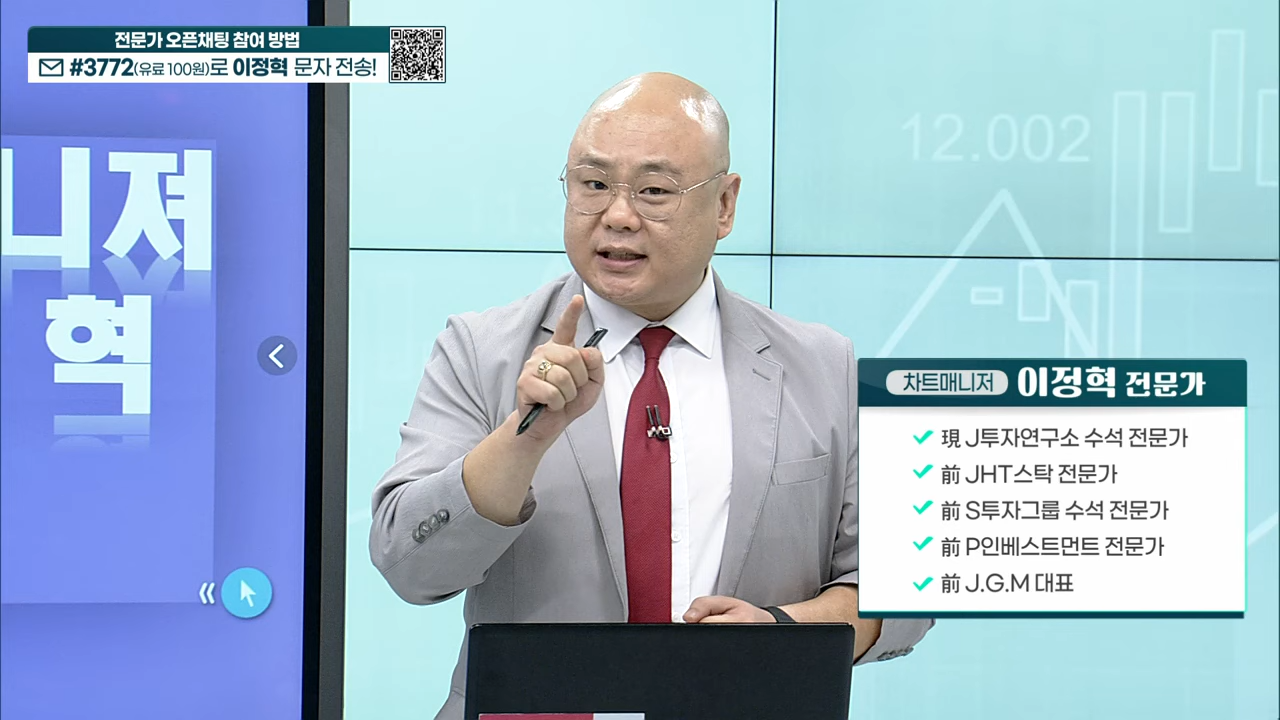 전문가 오픈채팅 참여 방법
#3772(유료 100원)로 이정혁 문자 전송!
니져
혁
12.002
차트매니저 이정혁 전문가
現 J투자연구소 수석 전문가
前 JHT스탁 전문가
前 S투자그룹 수석 전문가
前 P인베스트먼트 전문가
前 J.G.M 대표